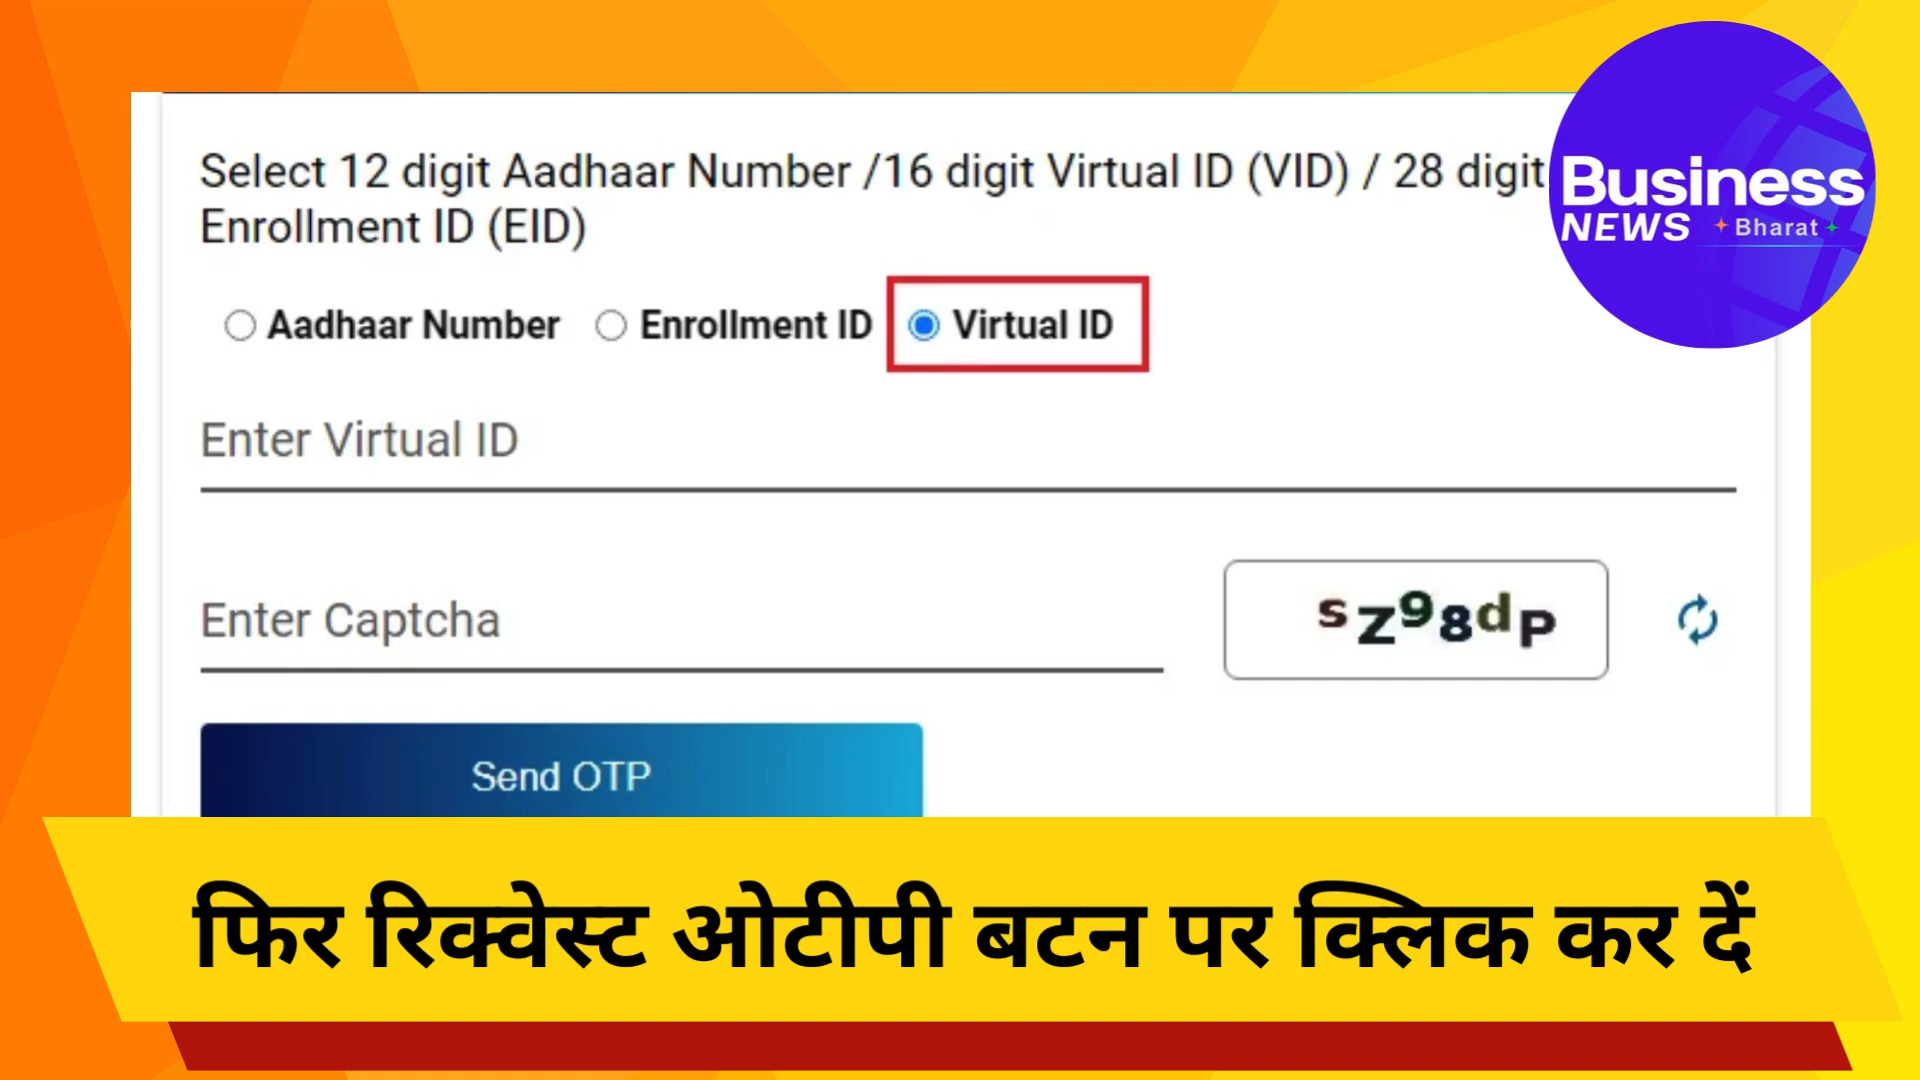 Select 12 digit Aadhaar Number /16 digit Virtual ID (VID) / 28 digit
Enrollment ID (EID)
Business
NEWS Bharat
Aadhaar Number Enrollment ID Virtual ID
Enter Virtual ID
Enter Captcha
sz98dP
Send OTP
फिर रिक्वेस्ट ओटीपी बटन पर क्लिक कर दें